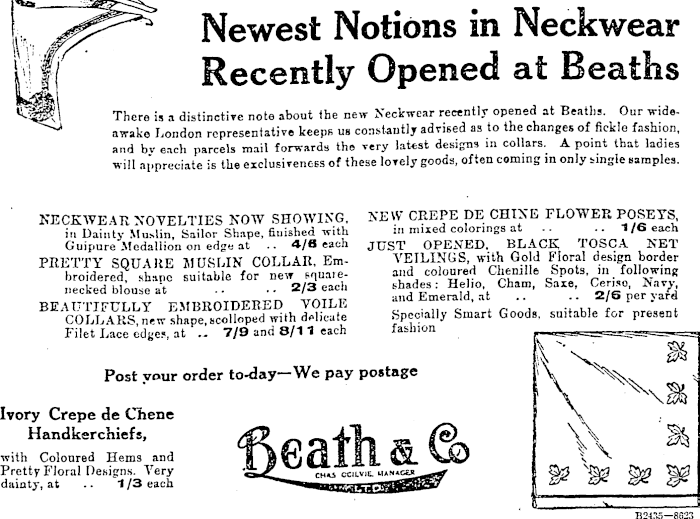 Newest Notions in Neckwear
Recently Opened at Beaths
There is a distinctive note about the new Neckwear recently opened at Beaths. Our wide-
awake London representative keeps us constantly advised as to the changes of fickle fashion,
and by each parcels mail forwards the very latest designs in collars. A point that ladies
will appreciate is the exclusiveness of these lovely goods, often coming in only single samples.
NECKWEAR NOVELTIES NOW SHOWING,
in Dainty Muslin, Sailor Shape, finished with
Guipure Medallion on edge at .. 4/6 each
PRETTY SQUARE MUSLIN COLLAR, Em-
broidered, shape suitable for new square-
necked blouse at .. .. 2/3 each
BEAUTIFULLY EMBROIDERED VOILE
COLLARS, new shape, scolloped with delicate
Filet Lace edges, at .. 7/9 and 8/11 each
NEW CREPE DE CHINE FLOWER POSEYS,
in mixed colorings at .. .. 1/6 each
JUST OPENED, BLACK TOSCA NET
VEILINGS, with Gold Floral design border
and coloured Chenille Spots, in following
shades: Helio, Cham, Saxe, Cerise, Navy,
and Emerald, at .. .. 2/6 per yard
Specially Smart Goods, suitable for present
fashion
Post your order to-day—We pay postage
Ivory Crepe de Chene
Handkerchiefs,
with Coloured Hems and
Pretty Floral Designs. Very
dainty, at .. 1/3 each
Beath & Co
CHAS OGILVIE, MANAGER
LTD.
B2435—8623